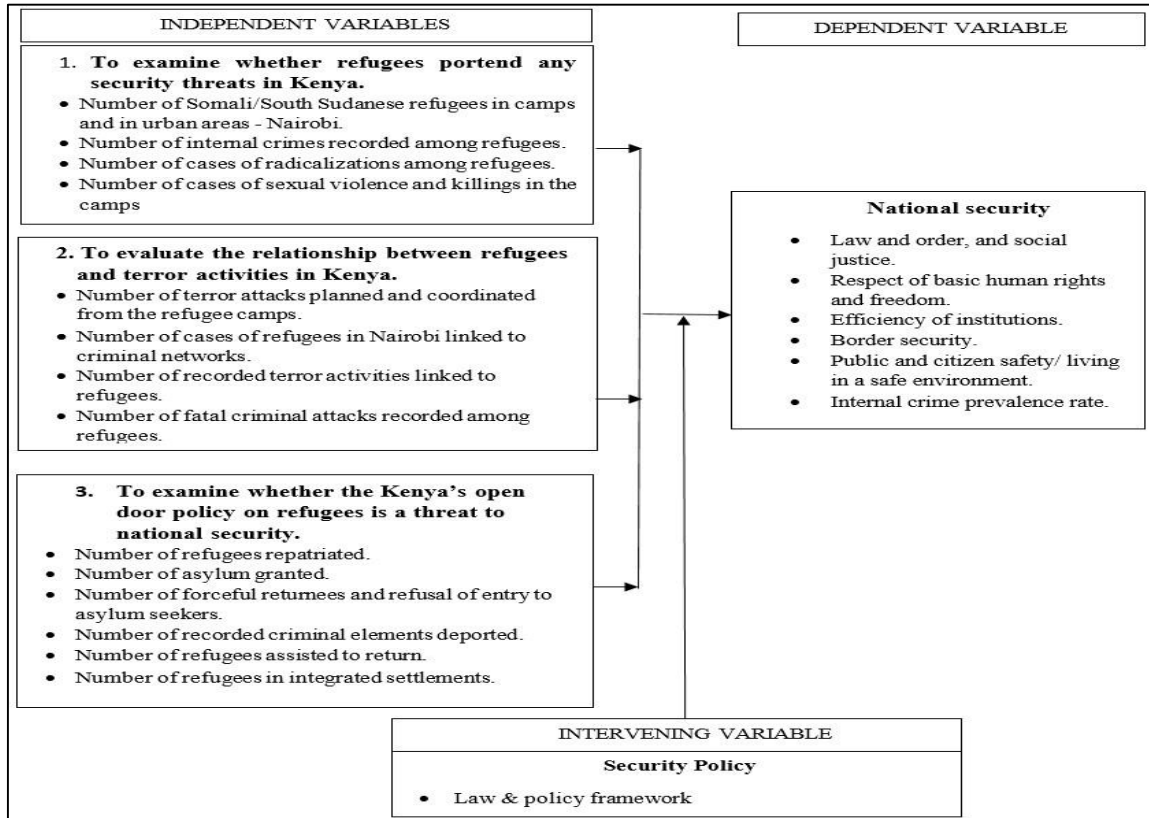 INDEPENDENT VARIABLES
1. To examine whether refugees portend any
security threats in Kenya.
• Number of Somali/South Sudanese refugees in camps
and in urban areas - Nairobi.
• Number of internal crimes recorded among refugees.
• Number of cases of radicalizations among refugees.
• Number of cases of sexual violence and killings in the
camps
2. To evaluate the relationship between refugees
and terror activities in Kenya.
• Number of terror attacks planned and coordinated
from the refugee camps.
• Number of cases of refugees in Nairobi linked to
criminal networks.
• Number of recorded terror activities linked to
refugees.
• Number of fatal criminal attacks recorded among
refugees.
3. To examine whether the Kenya’s open
door policy on refugees is a threat to
national security.
• Number of refugees repatriated.
• Number of asylum granted.
• Number of forceful returnees and refusal of entry to
asylum seekers.
• Number of recorded criminal elements deported.
• Number of refugees assisted to return.
• Number of refugees in integrated settlements.
DEPENDENT VARIABLE
National security
• Law and order, and social
justice.
• Respect of basic human rights
and freedom.
• Efficiency of institutions.
• Border security.
• Public and citizen safety/ living
in a safe environment.
• Internal crime prevalence rate.
INTERVENING VARIABLE
Security Policy
• Law & policy framework